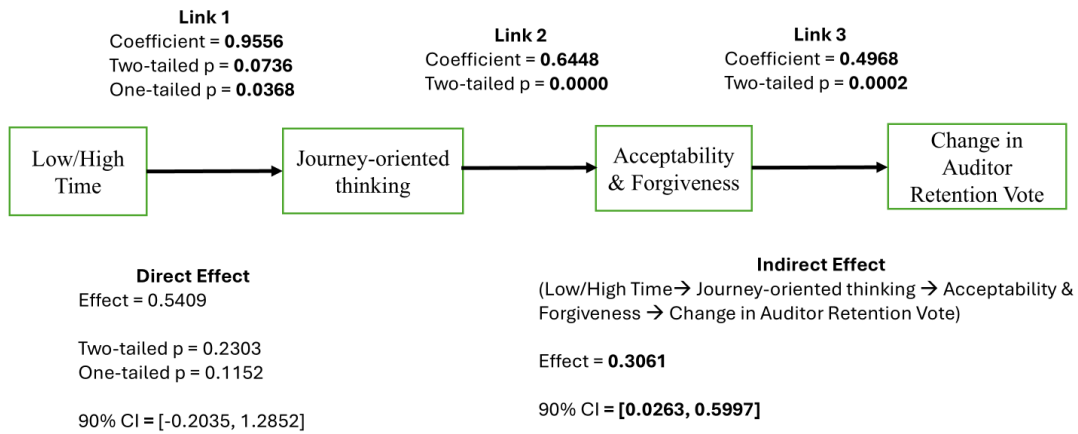 Link 1
Coefficient = 0.9556
Two-tailed p = 0.0736
One-tailed p = 0.0368
Link 2
Coefficient = 0.6448
Two-tailed p = 0.0000
Link 3
Coefficient = 0.4968
Two-tailed p = 0.0002
Low/High
Time
Journey-oriented
thinking
Acceptability
& Forgiveness
Change in
Auditor
Retention Vote
Direct Effect
Effect = 0.5409
Two-tailed p = 0.2303
One-tailed p = 0.1152
90% CI = [-0.2035, 1.2852]
Indirect Effect
(Low/High Time→ Journey-oriented thinking → Acceptability &
Forgiveness → Change in Auditor Retention Vote)
Effect = 0.3061
90% CI = [0.0263, 0.5997]